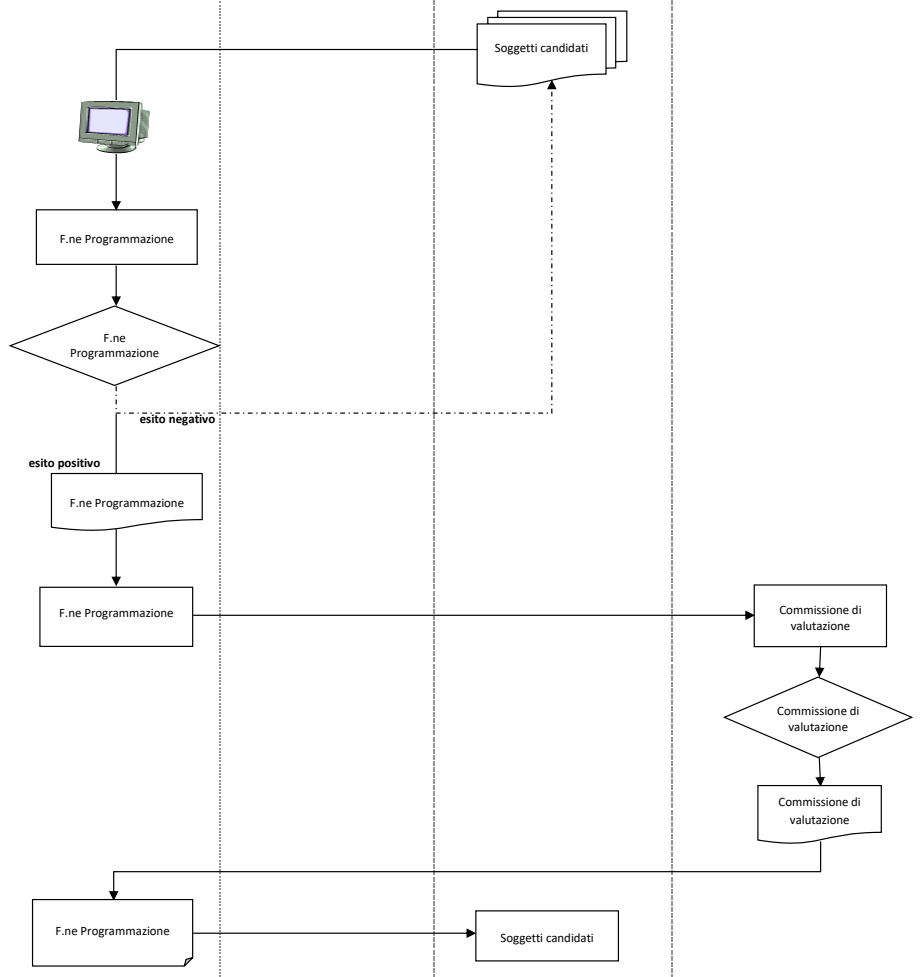 Soggetti candidati
F.ne Programmazione
F.ne
Programmazione
esito negativo
esito positivo
F.ne Programmazione
F.ne Programmazione
Commissione di
valutazione
Commissione di
valutazione
Commissione di
valutazione
F.ne Programmazione
Soggetti candidati